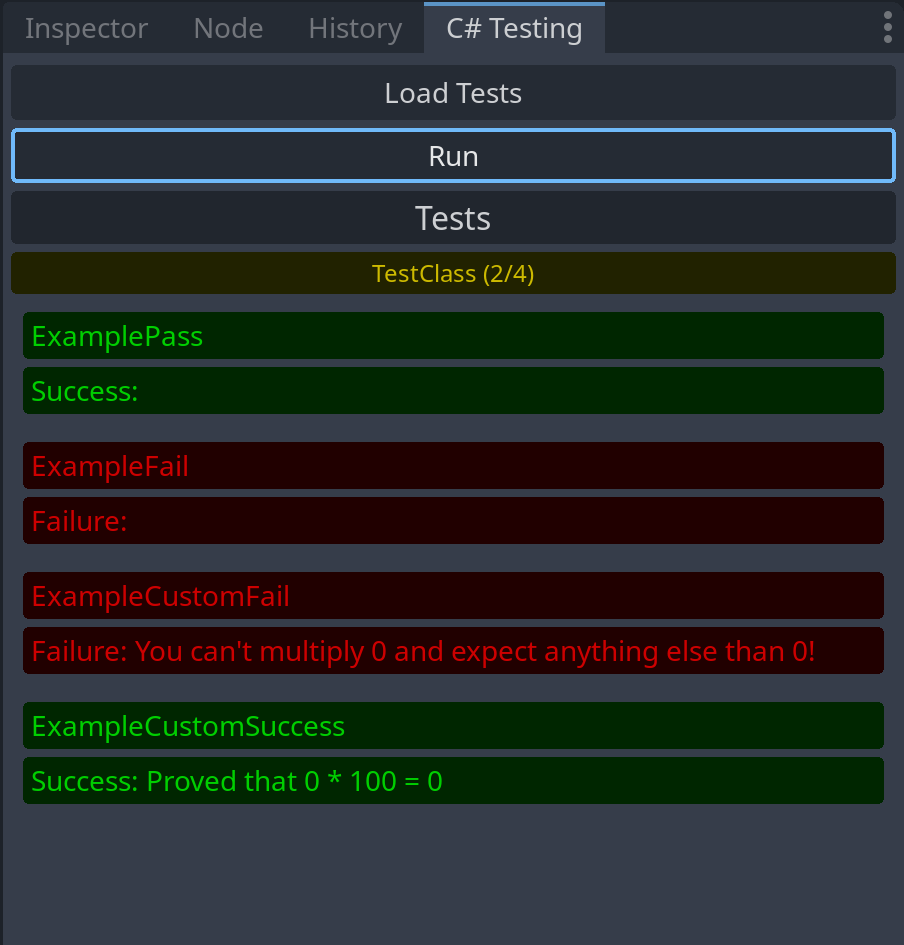 Inspector Node History C# Testing
Load Tests
Run
Tests
TestClass (2/4)
ExamplePass
Success:
ExampleFail
Failure:
ExampleCustomFail
Failure: You can't multiply 0 and expect anything else than 0!
ExampleCustomSuccess
Success: Proved that 0 * 100 = 0